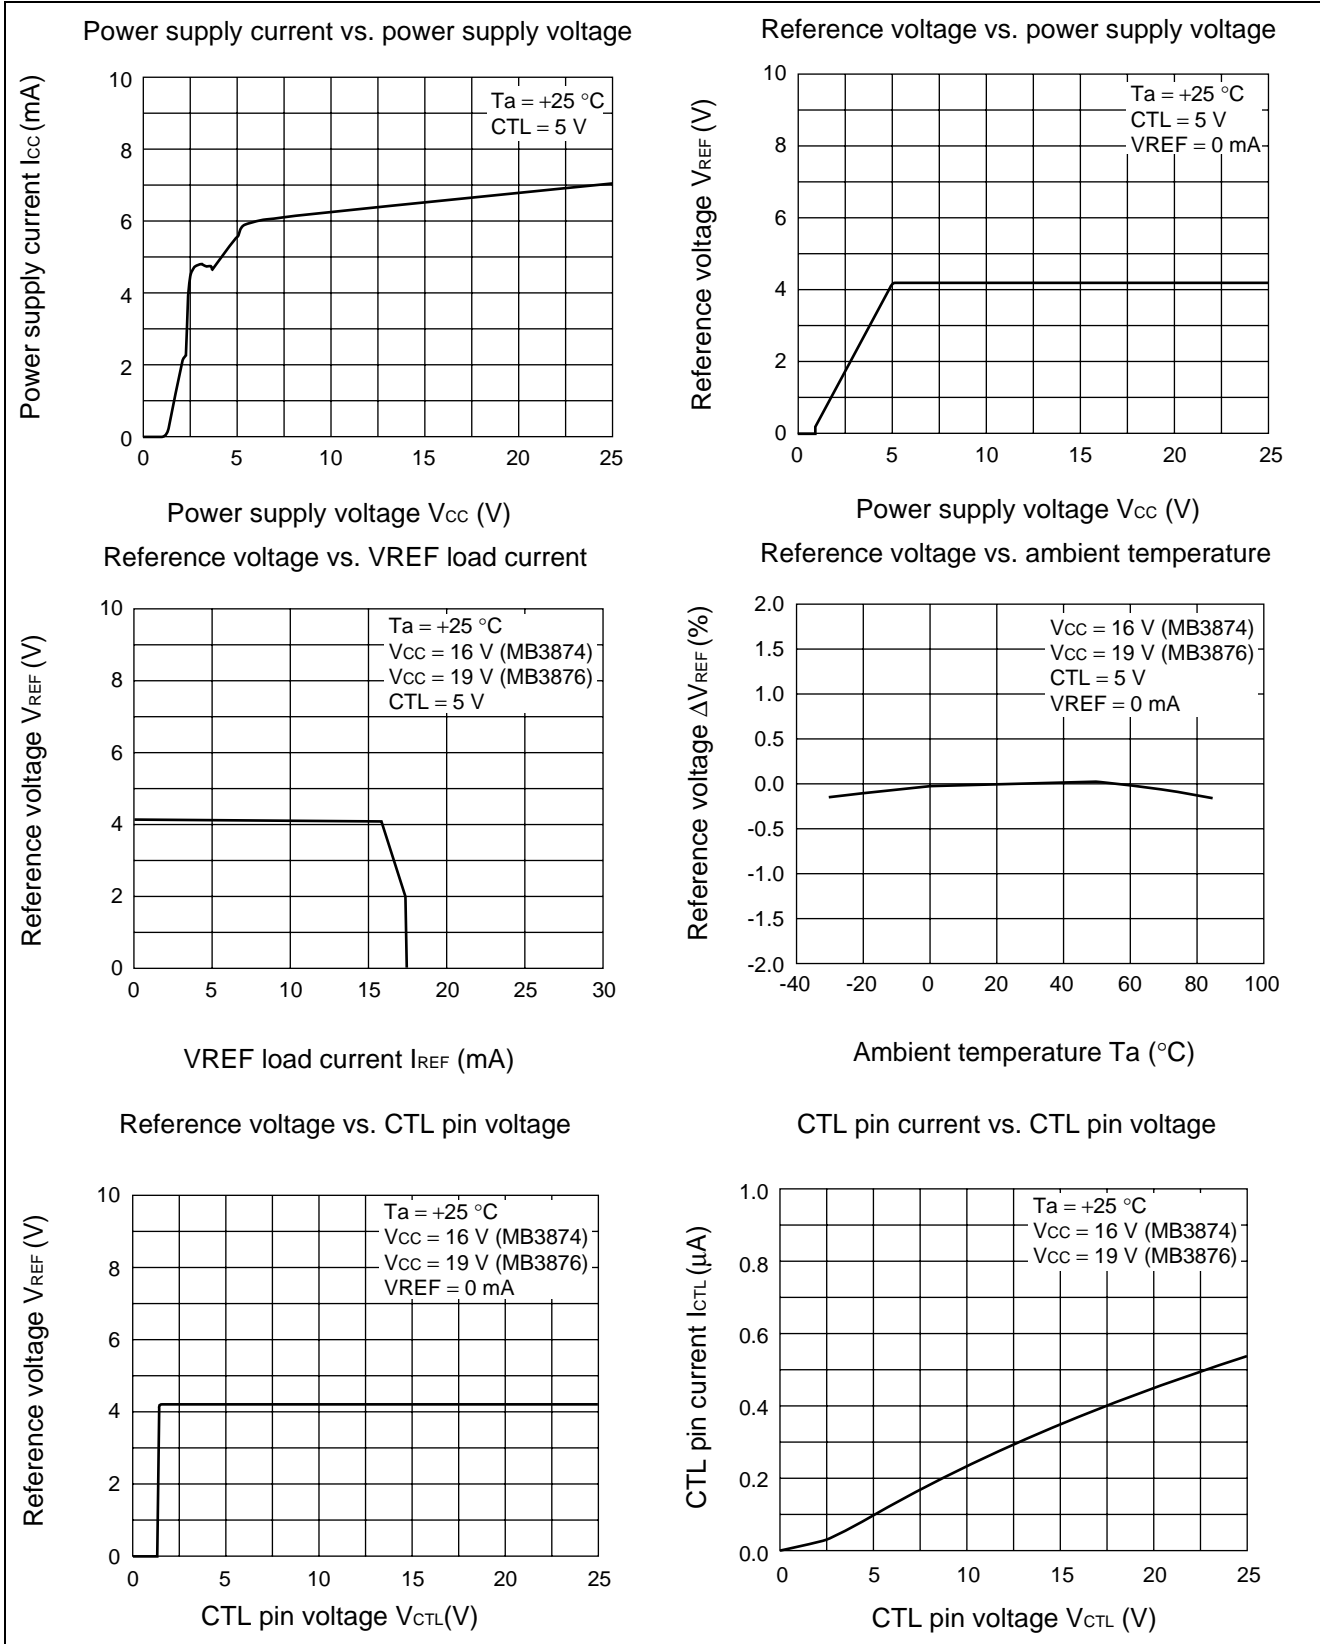 Power supply current vs. power supply voltage
Power supply current ICC (mA)
10
8
6
4
2
0
Ta = +25 °C
CTL = 5 V
0 5 10 15 20 25
Power supply voltage VCC (V)
Reference voltage vs. power supply voltage
Reference voltage VREF (V)
10
8
6
4
2
0
Ta = +25 °C
CTL = 5 V
VREF = 0 mA
0 5 10 15 20 25
Power supply voltage VCC (V)
Reference voltage vs. VREF load current
Reference voltage VREF (V)
10
8
6
4
2
0
Ta = +25 °C
VCC = 16 V (MB3874)
VCC = 19 V (MB3876)
CTL = 5 V
0 5 10 15 20 25 30
VREF load current IREF (mA)
Reference voltage vs. ambient temperature
Reference voltage ΔVREF (%)
2.0
1.5
1.0
0.5
0.0
-0.5
-1.0
-1.5
-2.0
VCC = 16 V (MB3874)
VCC = 19 V (MB3876)
CTL = 5 V
VREF = 0 mA
-40 -20 0 20 40 60 80 100
Ambient temperature Ta (°C)
Reference voltage vs. CTL pin voltage
Reference voltage VREF (V)
10
8
6
4
2
0
Ta = +25 °C
VCC = 16 V (MB3874)
VCC = 19 V (MB3876)
VREF = 0 mA
0 5 10 15 20 25
CTL pin voltage VCTL(V)
CTL pin current vs. CTL pin voltage
CTL pin current ICTL (µA)
1.0
0.8
0.6
0.4
0.2
0.0
Ta = +25 °C
VCC = 16 V (MB3874)
VCC = 19 V (MB3876)
0 5 10 15 20 25
CTL pin voltage VCTL (V)